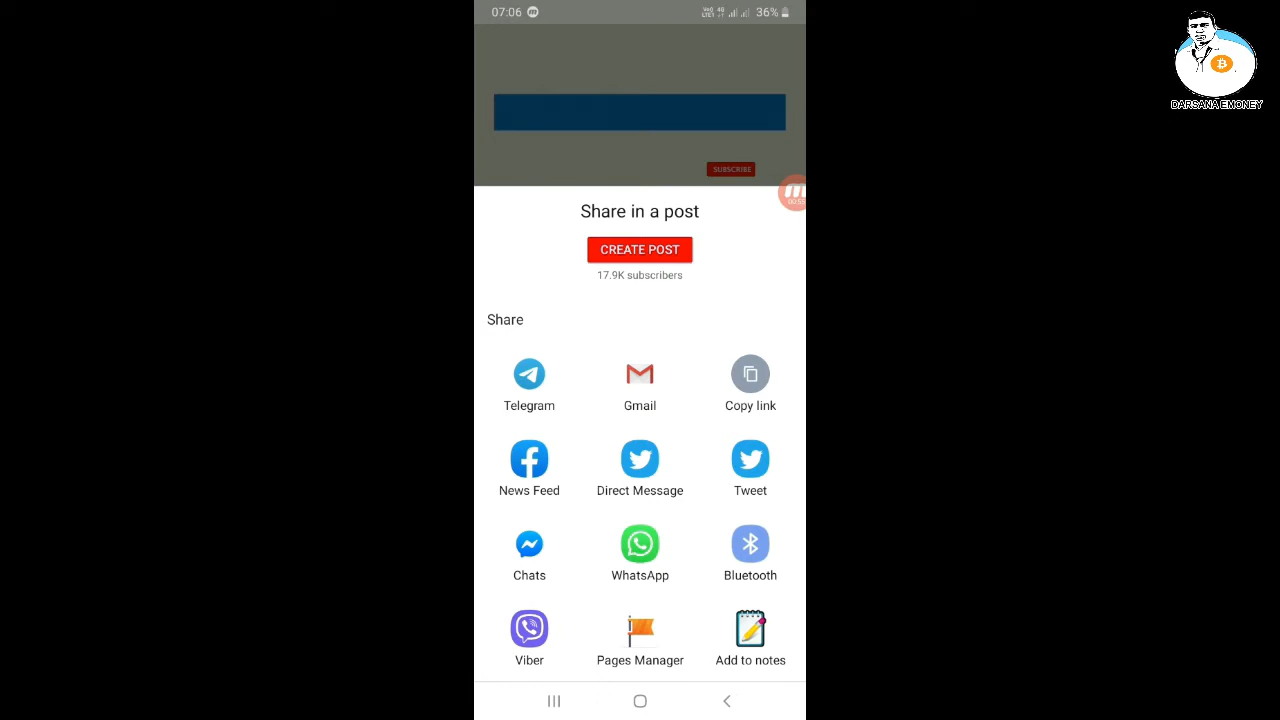 07:06
36%
SUBSCRIBE
DARSANA EMONEY
Share in a post
CREATE POST
17.9K subscribers
Share
Telegram
Gmail
Copy link
News Feed
Direct Message
Tweet
Chats
WhatsApp
Bluetooth
Viber
Pages Manager
Add to notes